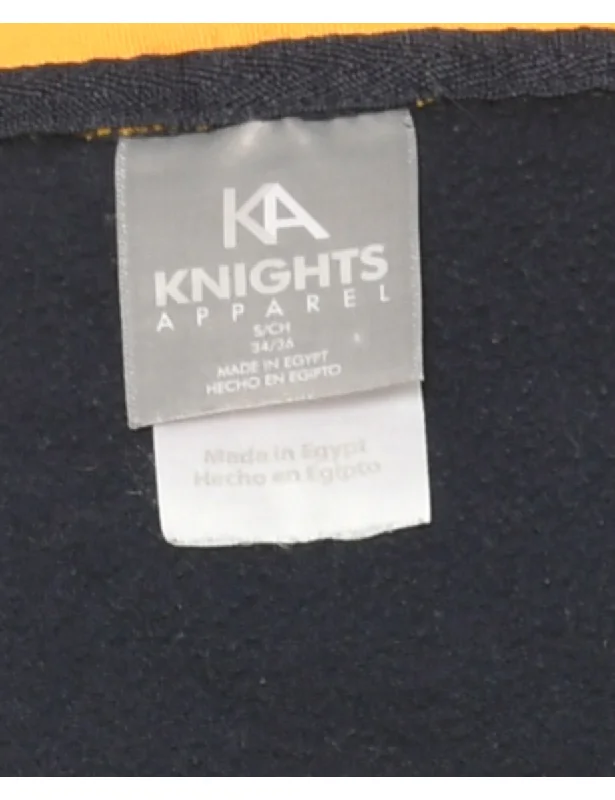 KA
KNIGHTS
APPAREL
S/CH
34/36
MADE IN EGYPT
HECHO EN EGIPTO
Made in Egypt
Hecho en Egipto